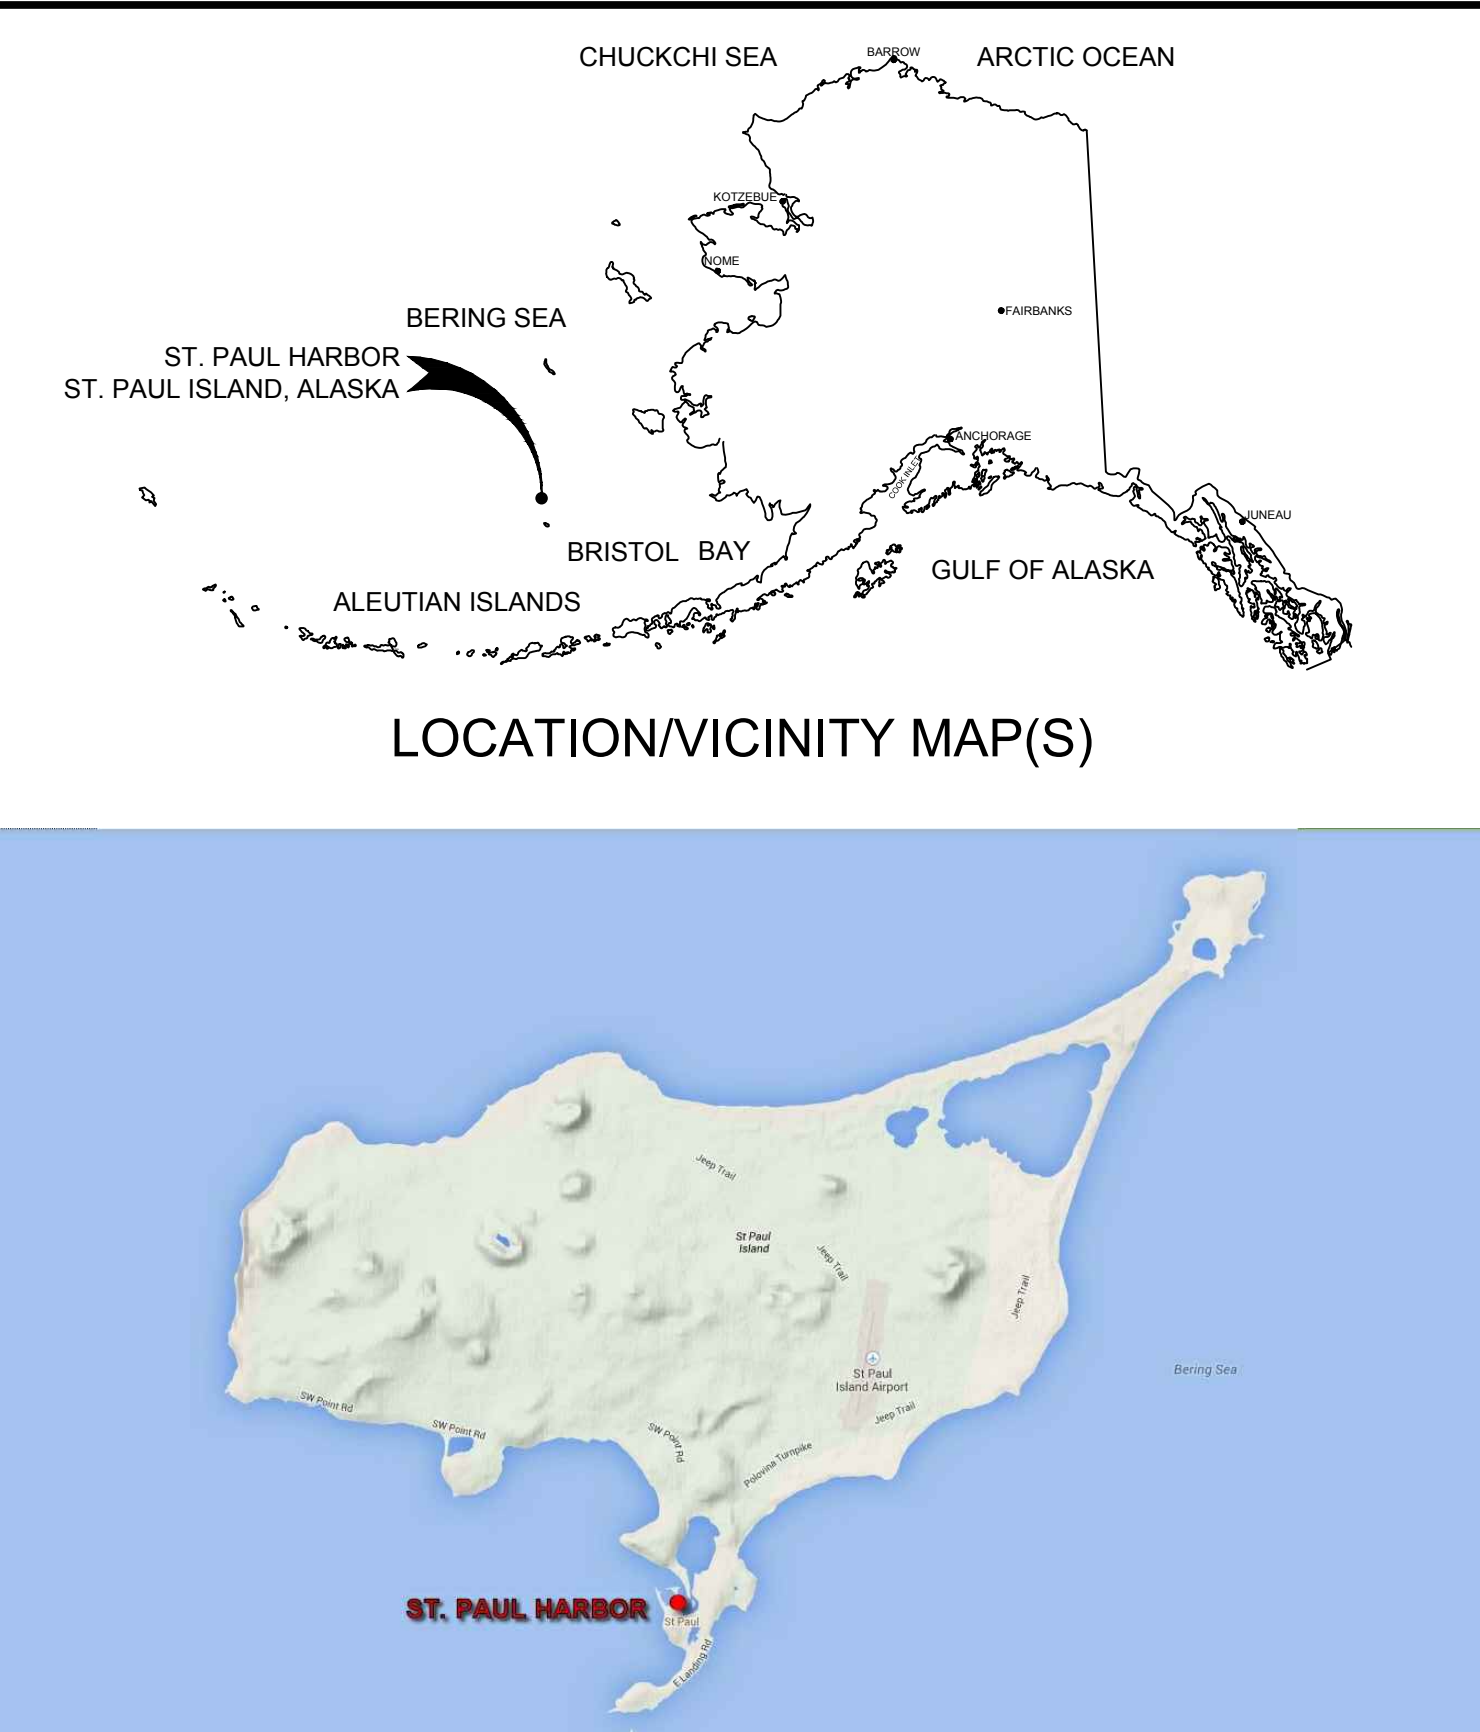 CHUCKCHI SEA
BARROW
ARCTIC OCEAN
KOTZEBUE
NOME
BERING SEA
FAIRBANKS
ST. PAUL HARBOR
ST. PAUL ISLAND, ALASKA
ANCHORAGE
COOK INLET
JUNEAU
BRISTOL BAY
GULF OF ALASKA
ALEUTIAN ISLANDS
LOCATION/VICINITY MAP(S)
Jeep Trail
St Paul
Island
Jeep Trail
Jeep Trail
Bering Sea
St Paul
Island Airport
SW Point Rd
Jeep Trail
SW Point Rd
SW Point Rd
Polovina Turnpike
ST. PAUL HARBOR
St Paul
E Landing Rd